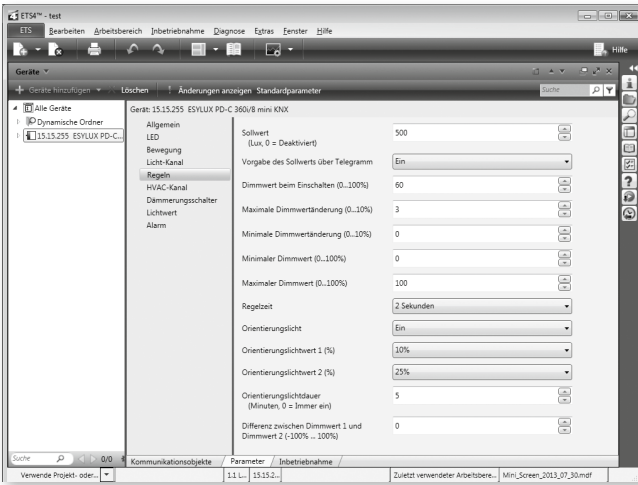 ETS4™ - test
ETS Bearbeiten Arbeitsbereich Inbetriebnahme Diagnose Extras Fenster Hilfe
Hilfe
Geräte
Geräte hinzufügen Löschen Änderungen anzeigen Standardparameter Suche
Alle Geräte
Dynamische Ordner
15.15.255 ESYLUX PD-C...
Gerät: 15.15.255 ESYLUX PD-C 360i/8 mini KNX
Allgemein
LED
Bewegung
Licht-Kanal
Regeln
HVAC-Kanal
Dämmerungsschalter
Lichtwert
Alarm
Sollwert
(Lux, 0 = Deaktiviert)
500
Vorgabe des Sollwerts über Telegramm Ein
Dimmwert beim Einschalten (0...100%) 60
Maximale Dimmwertänderung (0...10%) 3
Minimale Dimmwertänderung (0...10%) 0
Minimaler Dimmwert (0...100%) 0
Maximaler Dimmwert (0...100%) 100
Regelzeit 2 Sekunden
Orientierungslicht Ein
Orientierungslichtwert 1 (%) 10%
Orientierungslichtwert 2 (%) 25%
Orientierungslichtdauer
(Minuten, 0 = Immer ein)
5
Differenz zwischen Dimmwert 1 und
Dimmwert 2 (-100% ... 100%)
0
Suche 0/0
Kommunikationsobjekte Parameter Inbetriebnahme
Verwende Projekt- oder... 1.1 L... 15.15.2... Zuletzt verwendeter Arbeitsbere... Mini_Screen_2013_07_30.mdf